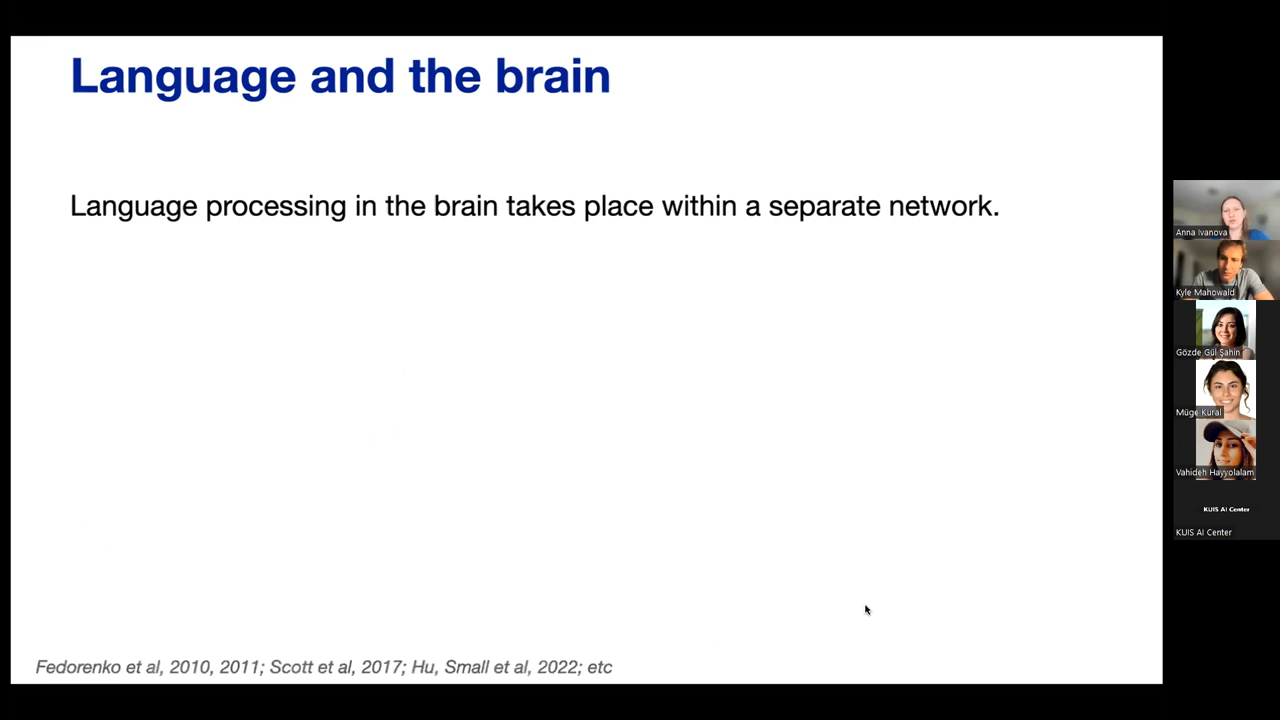 Language and the brain
Language processing in the brain takes place within a separate network.
Fedorenko et al, 2010, 2011; Scott et al, 2017; Hu, Small et al, 2022; etc
Anna Ivanova
Kyle Mahowald
Gözde Gül Şahin
Müge Kural
Vahideh Hayyolalam
KUIS AI Center
KUIS AI Center